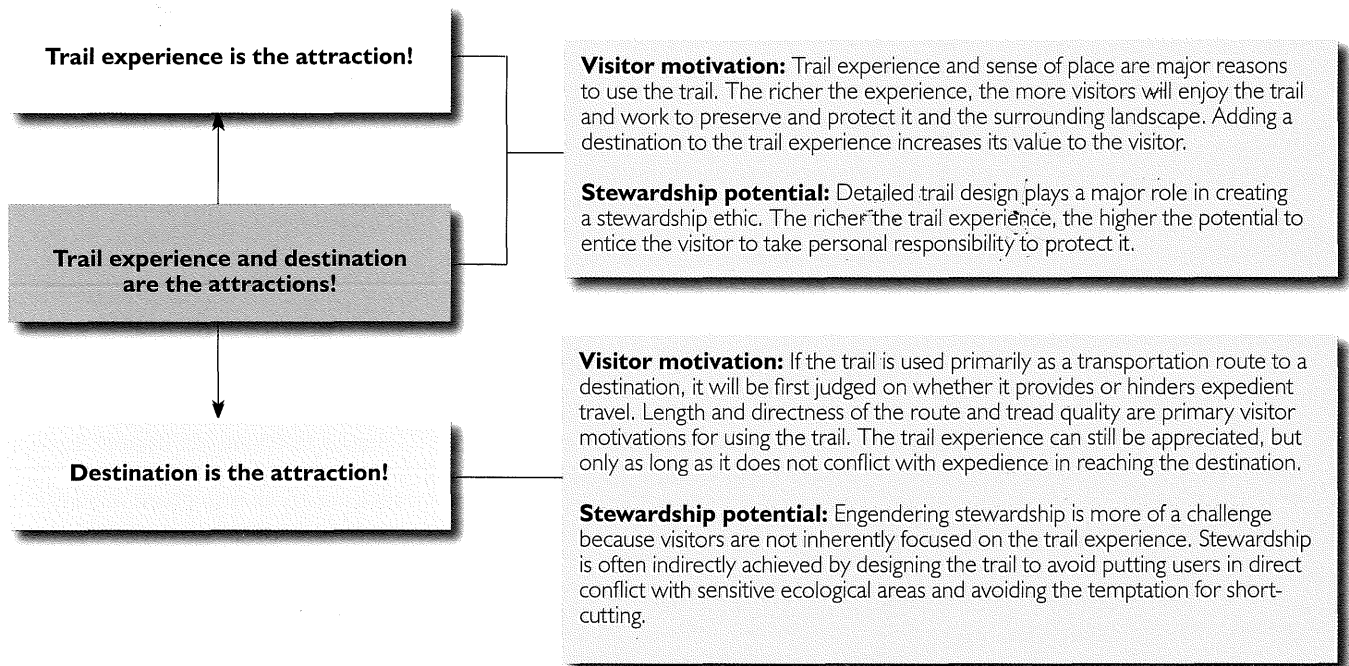 Trail experience is the attraction!
Trail experience and destination
are the attractions!
Destination is the attraction!
Visitor motivation: Trail experience and sense of place are major reasons
to use the trail. The richer the experience, the more visitors will enjoy the trail
and work to preserve and protect it and the surrounding landscape. Adding a
destination to the trail experience increases its value to the visitor.
Stewardship potential: Detailed trail design plays a major role in creating
a stewardship ethic. The richer the trail experience, the higher the potential to
entice the visitor to take personal responsibility to protect it.
Visitor motivation: If the trail is used primarily as a transportation route to a
destination, it will be first judged on whether it provides or hinders expedient
travel. Length and directness of the route and tread quality are primary visitor
motivations for using the trail. The trail experience can still be appreciated, but
only as long as it does not conflict with expedience in reaching the destination.
Stewardship potential: Engendering stewardship is more of a challenge
because visitors are not inherently focused on the trail experience. Stewardship
is often indirectly achieved by designing the trail to avoid putting users in direct
conflict with sensitive ecological areas and avoiding the temptation for short-
cutting.